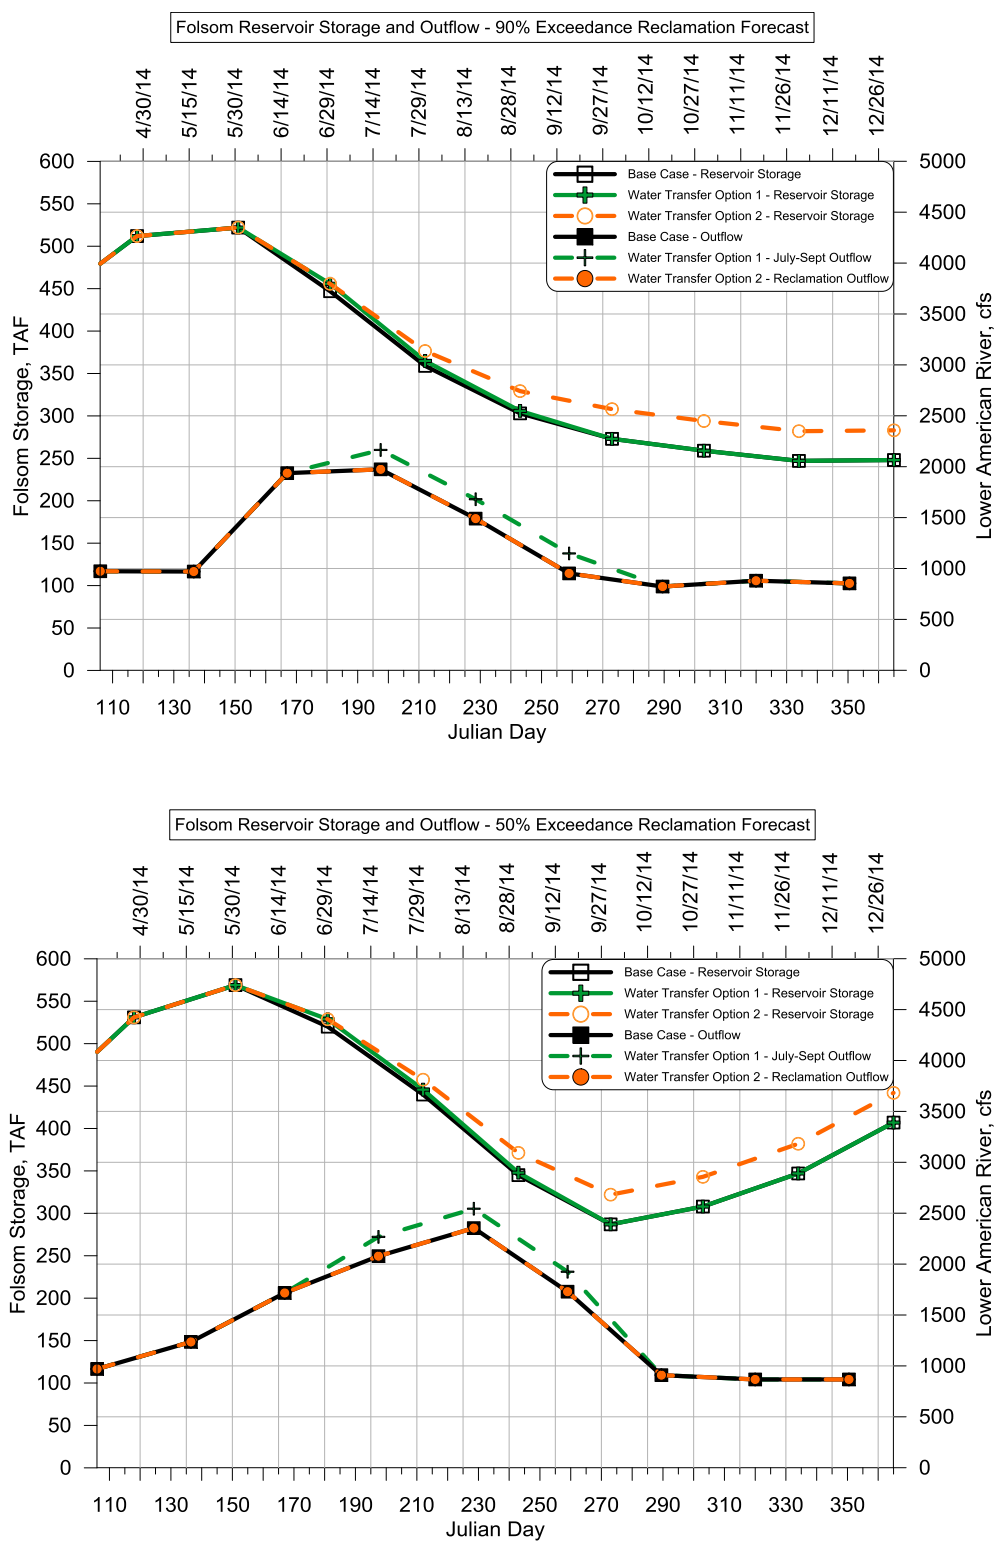 Folsom Reservoir Storage and Outflow - 90% Exceedance Reclamation Forecast
4/30/14 5/15/14 5/30/14 6/14/14 6/29/14 7/14/14 7/29/14 8/13/14 8/28/14 9/12/14 9/27/14 10/12/14 10/27/14 11/11/14 11/26/14 12/11/14 12/26/14
Base Case - Reservoir Storage
Water Transfer Option 1 - Reservoir Storage
Water Transfer Option 2 - Reservoir Storage
Base Case - Outflow
Water Transfer Option 1 - July-Sept Outflow
Water Transfer Option 2 - Reclamation Outflow
Folsom Storage, TAF
600
550
500
450
400
350
300
250
200
150
100
50
0
5000
4500
4000
3500
3000
2500
2000
1500
1000
500
0
Lower American River, cfs
110 130 150 170 190 210 230 250 270 290 310 330 350
Julian Day
Folsom Reservoir Storage and Outflow - 50% Exceedance Reclamation Forecast
4/30/14 5/15/14 5/30/14 6/14/14 6/29/14 7/14/14 7/29/14 8/13/14 8/28/14 9/12/14 9/27/14 10/12/14 10/27/14 11/11/14 11/26/14 12/11/14 12/26/14
Base Case - Reservoir Storage
Water Transfer Option 1 - Reservoir Storage
Water Transfer Option 2 - Reservoir Storage
Base Case - Outflow
Water Transfer Option 1 - July-Sept Outflow
Water Transfer Option 2 - Reclamation Outflow
Folsom Storage, TAF
600
550
500
450
400
350
300
250
200
150
100
50
0
5000
4500
4000
3500
3000
2500
2000
1500
1000
500
0
Lower American River, cfs
110 130 150 170 190 210 230 250 270 290 310 330 350
Julian Day